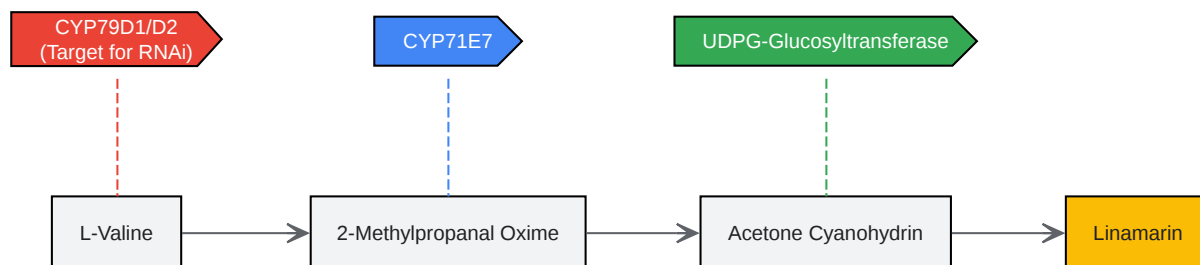 CYP79D1/D2
(Target for RNAi)
CYP71E7
UDPG-Glucosyltransferase
L-Valine
2-Methylpropanal Oxime
Acetone Cyanohydrin
Linamarin